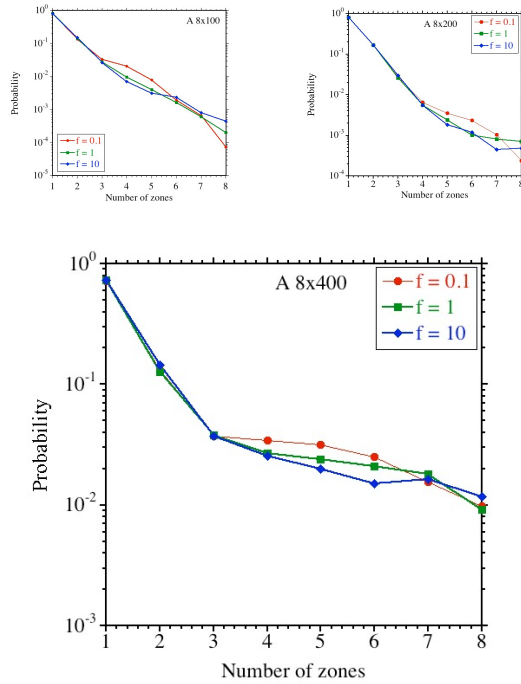 A 8x100
10^0
10^-1
10^-2
10^-3
10^-4
10^-5
Probability
f = 0.1
f = 1
f = 10
1 2 3 4 5 6 7 8
Number of zones
A 8x200
f = 0.1
f = 1
f = 10
10^0
10^-1
10^-2
10^-3
10^-4
Probability
1 2 3 4 5 6 7 8
Number of zones
A 8x400
f = 0.1
f = 1
f = 10
10^0
10^-1
10^-2
10^-3
Probability
1 2 3 4 5 6 7 8
Number of zones